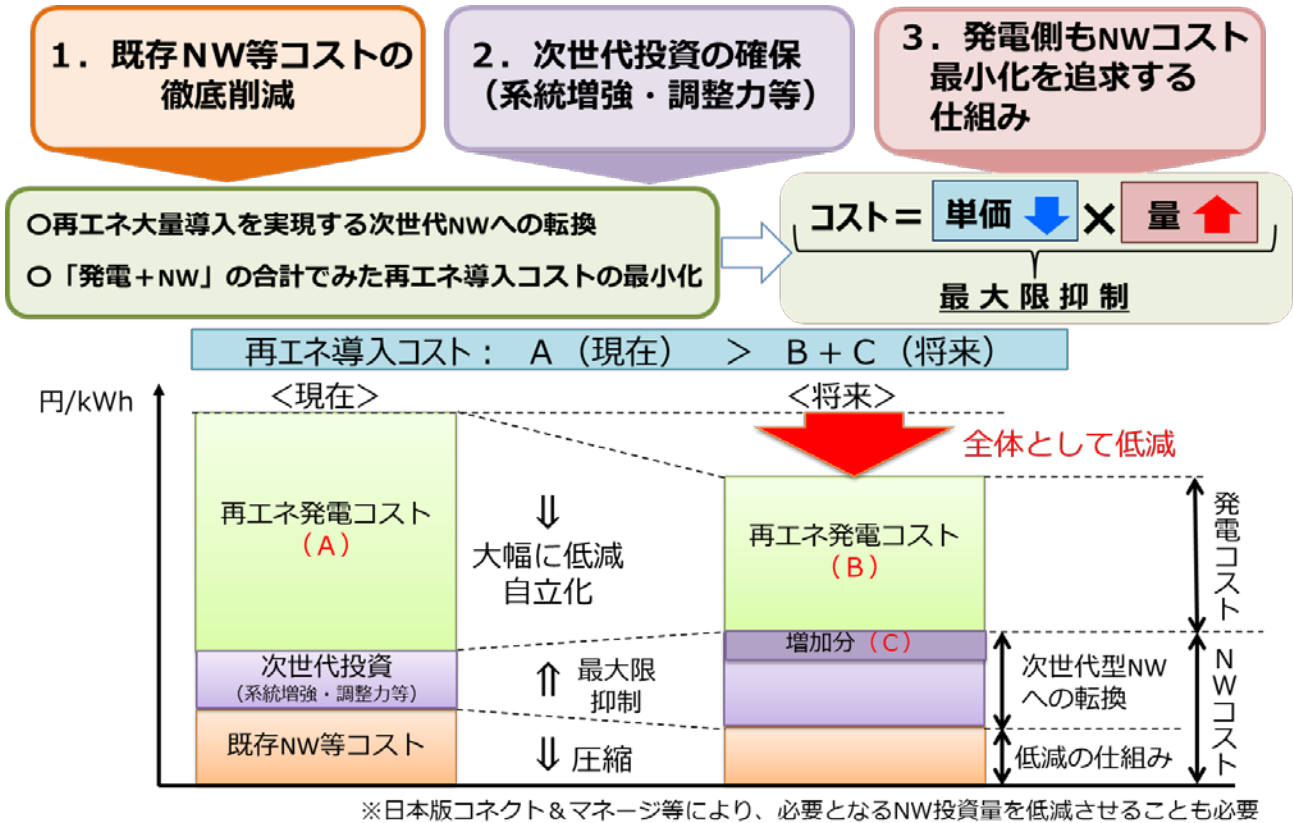 1．既存ＮＷ等コストの
徹底削減
2．次世代投資の確保
（系統増強・調整力等）
3．発電側もNWコスト
最小化を追求する
仕組み
○再エネ大量導入を実現する次世代NWへの転換
○「発電＋NW」の合計でみた再エネ導入コストの最小化
コスト＝ 単価 × 量
最大限抑制
再エネ導入コスト： Ａ（現在） ＞ Ｂ＋Ｃ（将来）
円/kWh
＜現在＞
＜将来＞
全体として低減
再エネ発電コスト
（Ａ）
⇓
大幅に低減
自立化
再エネ発電コスト
（Ｂ）
発電コスト
増加分（Ｃ）
次世代投資
（系統増強・調整力等）
⇑ 最大限
抑制
次世代型NW
への転換
NWコスト
既存NW等コスト
⇓ 圧縮
低減の仕組み
※日本版コネクト＆マネージ等により、必要となるNW投資量を低減させることも必要